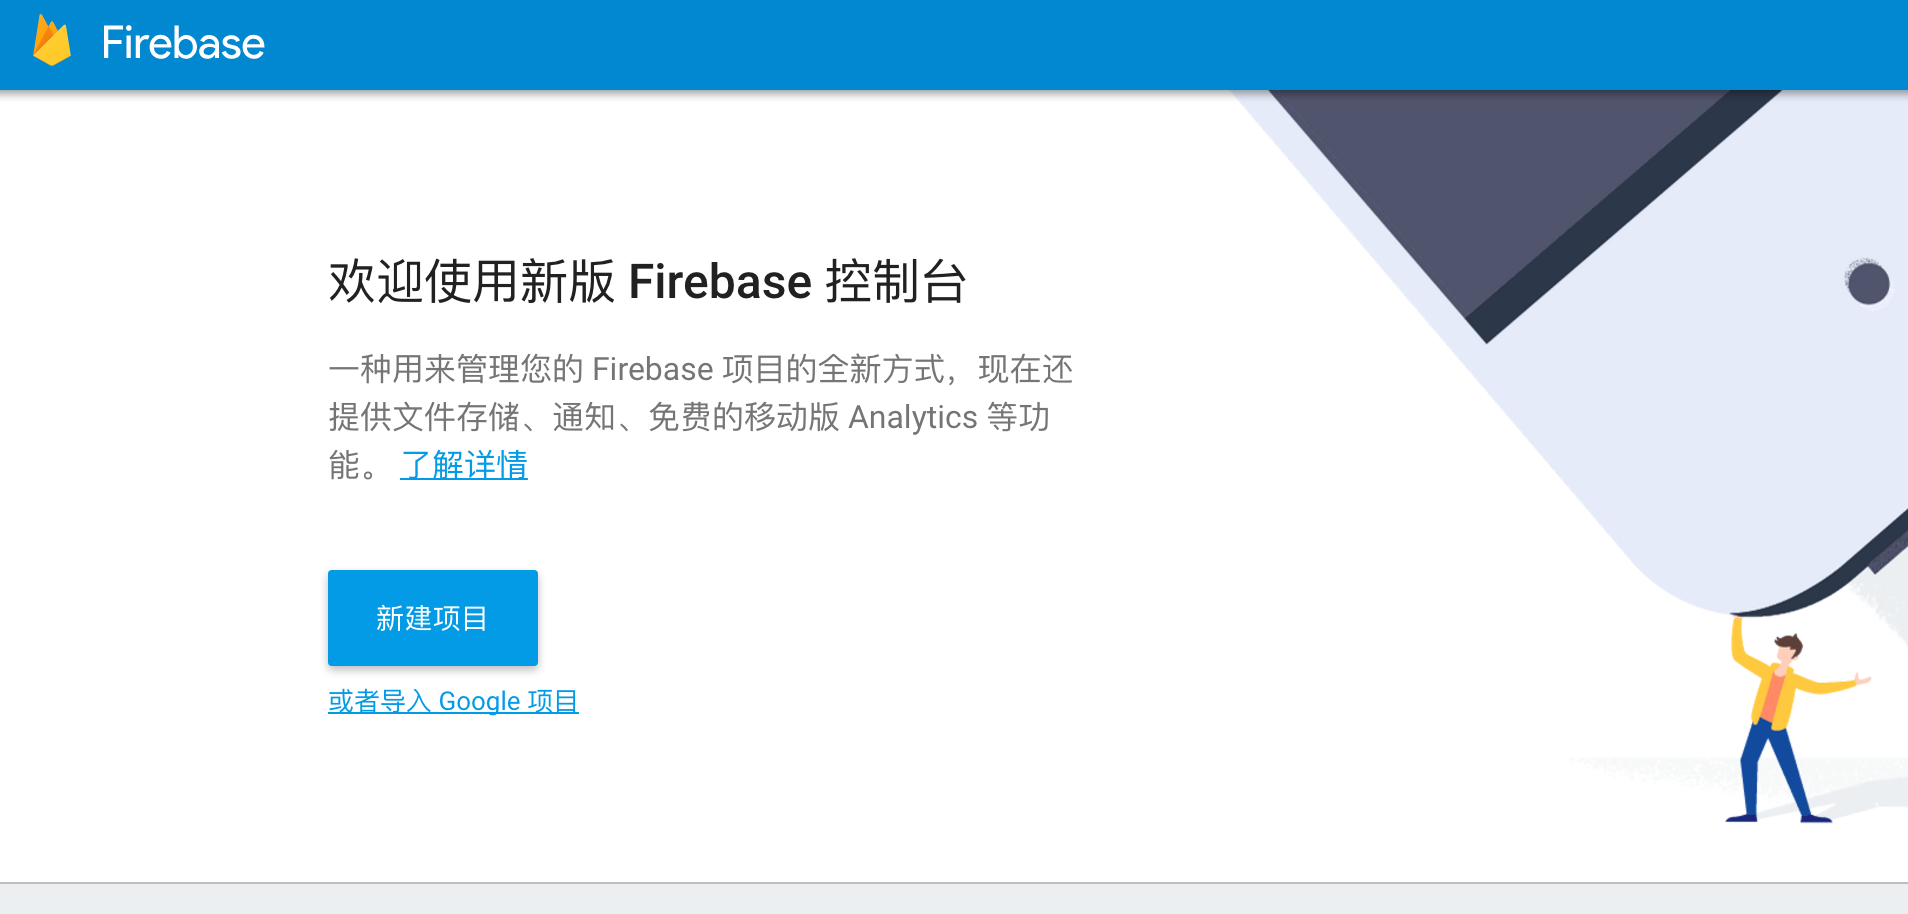 Firebase
欢迎使用新版 Firebase 控制台
一种用来管理您的 Firebase 项目的全新方式，现在还
提供文件存储、通知、免费的移动版 Analytics 等功
能。 了解详情
新建项目
或者导入 Google 项目